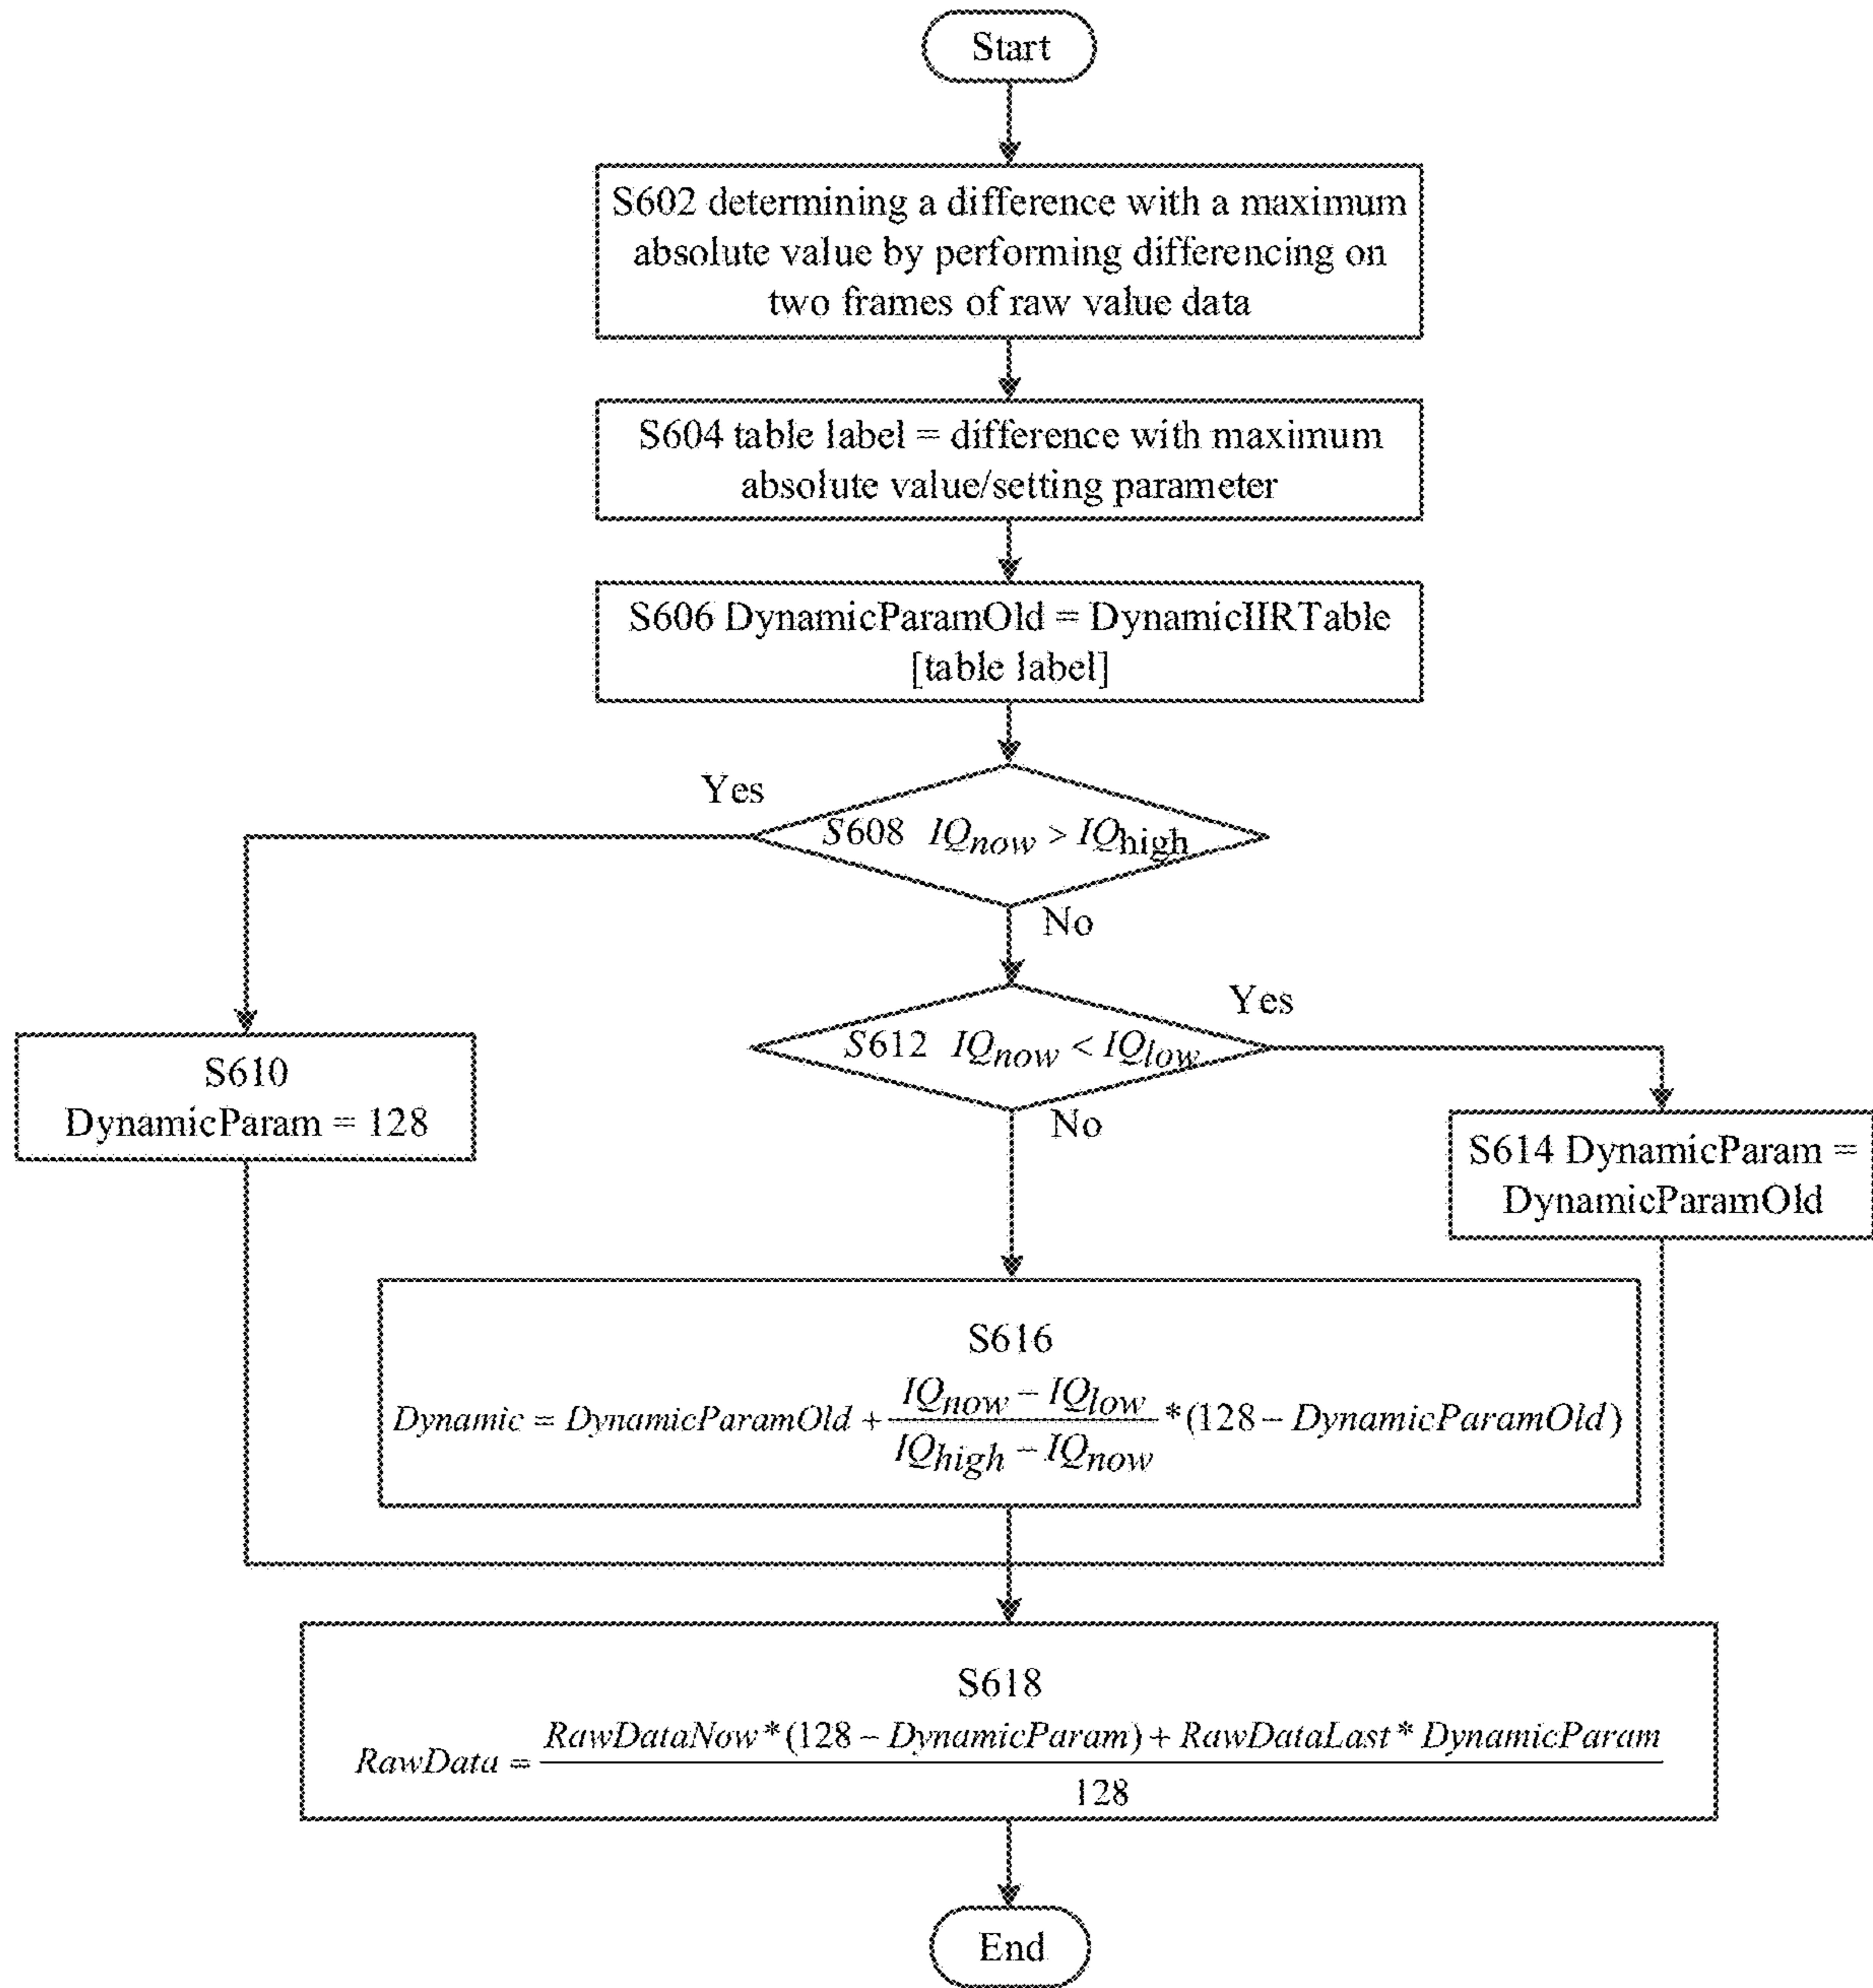 Start
S602 determining a difference with a maximum
absolute value by performing differencing on
two frames of raw value data
S604 table label = difference with maximum
absolute value/setting parameter
S606 DynamicParamOld = DynamicIIRTable
[table label]
Yes
S608 IQnow > IQhigh
No
Yes
S612 IQnow < IQlow
No
S610
DynamicParam = 128
S614 DynamicParam =
DynamicParamOld
S616
Dynamic = DynamicParamOld + (IQnow − IQlow)/(IQhigh − IQnow) * (128 − DynamicParamOld)
S618
RawData = (RawDataNow * (128 − DynamicParam) + RawDataLast * DynamicParam)/128
End